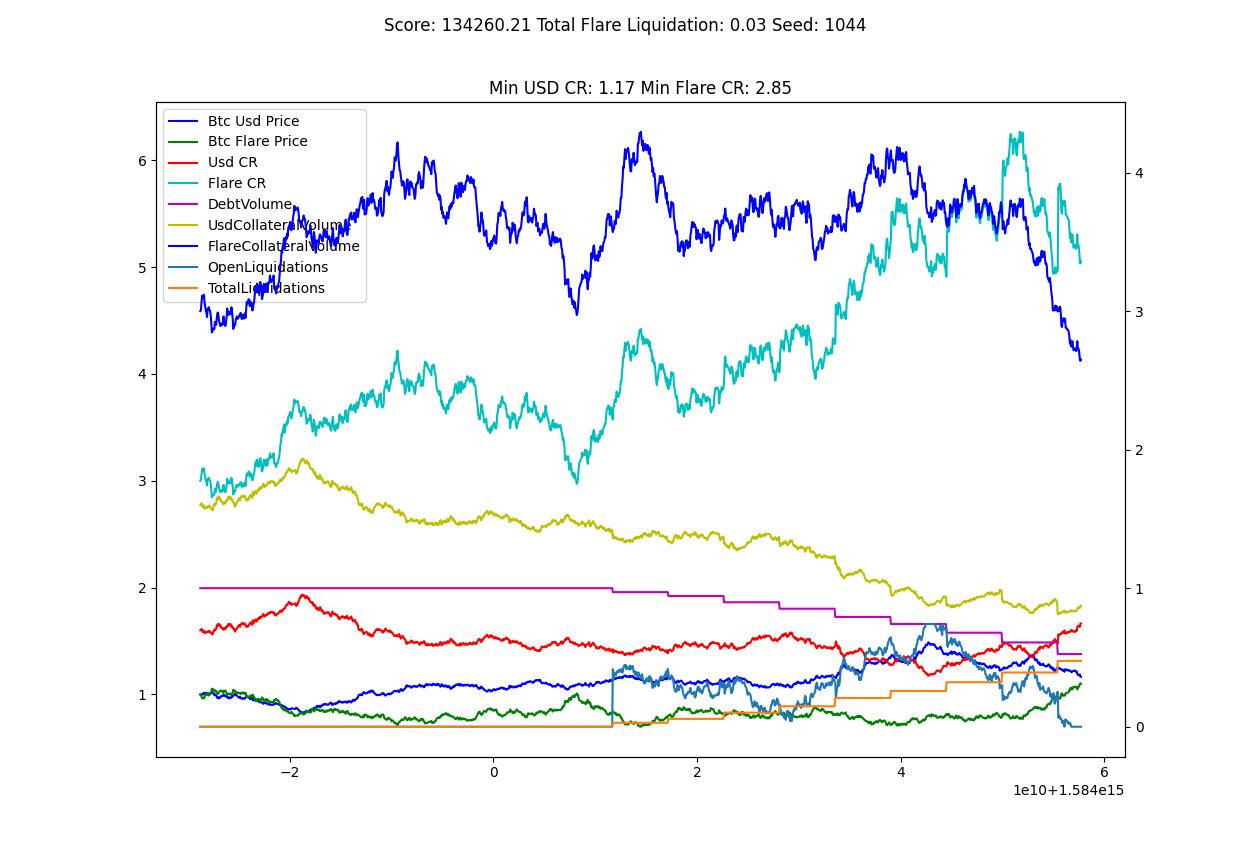 Score: 134260.21 Total Flare Liquidation: 0.03 Seed: 1044
Min USD CR: 1.17 Min Flare CR: 2.85
Btc Usd Price
Btc Flare Price
Usd CR
Flare CR
DebtVolume
UsdCollateralVolume
FlareCollateralVolume
OpenLiquidations
TotalLiquidations
6
5
4
3
2
1
4
3
2
1
0
−2
0
2
4
6
1e10+1.584e15